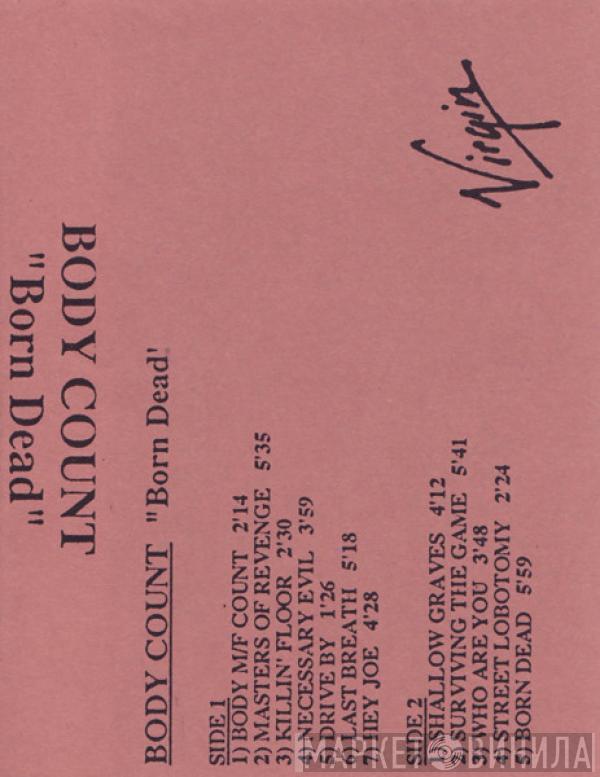 BODY COUNT
"Born Dead"
BODY COUNT "Born Dead'
SIDE 1
1) BODY M/F COUNT 2'14
2) MASTERS OF REVENGE 5'35
3) KILLIN' FLOOR 2'30
4) NECESSARY EVIL 3'59
5) DRIVE BY 1'26
6) LAST BREATH 5'18
7) HEY JOE 4'28
SIDE 2
1) SHALLOW GRAVES 4'12
2) SURVIVING THE GAME 5'41
3) WHO ARE YOU 3'48
4) STREET LOBOTOMY 2'24
5) BORN DEAD 5'59
Virgin
МАРКЕТ ВИНИЛА